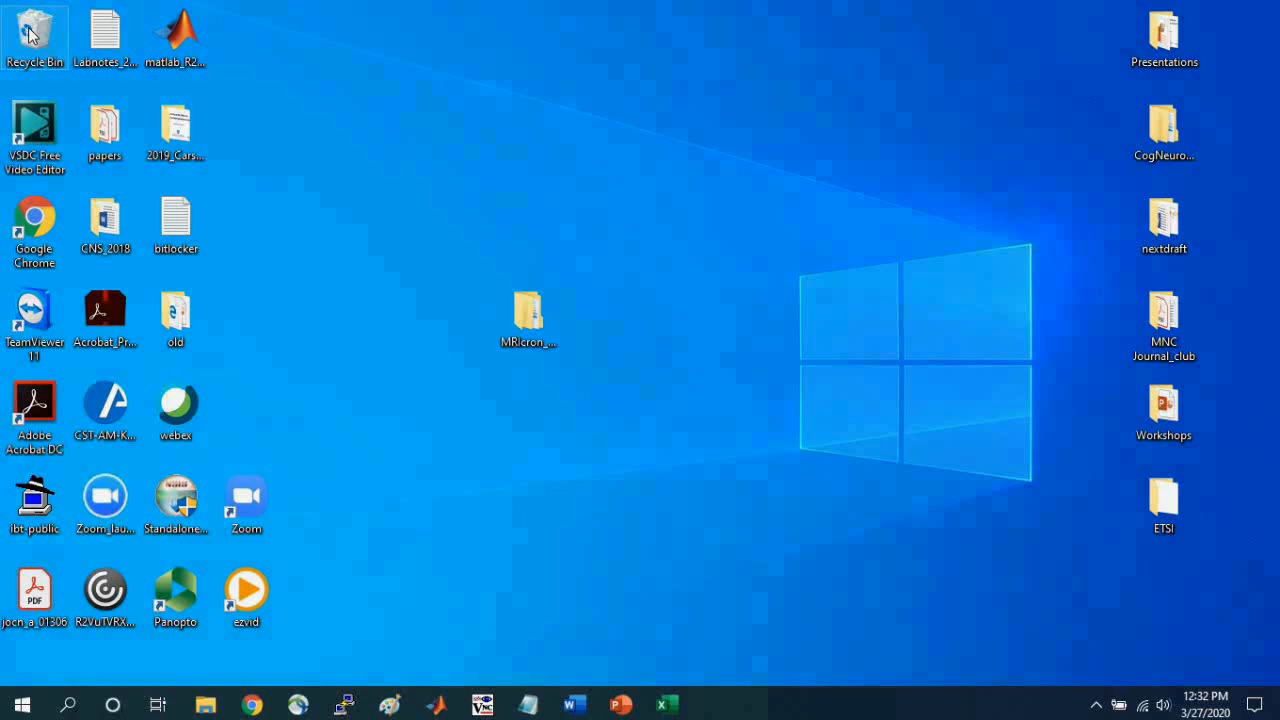 Recycle Bin
Labnotes_2...
matlab_R2...
VSDC Free
Video Editor
papers
2019_Cars...
Google
Chrome
CNS_2018
bitlocker
TeamViewer
11
Acrobat_Pr...
old
Adobe
Acrobat DC
CST-AM-K...
webex
ibt-public
Zoom_lau...
Standalone...
Zoom
PDF
jocn_a_01306
R2VuTVRX...
Panopto
ezvid
MRIcron_...
Presentations
CogNeuro...
nextdraft
MNC
Journal_club
Workshops
ETSI
VNC
12:32 PM
3/27/2020